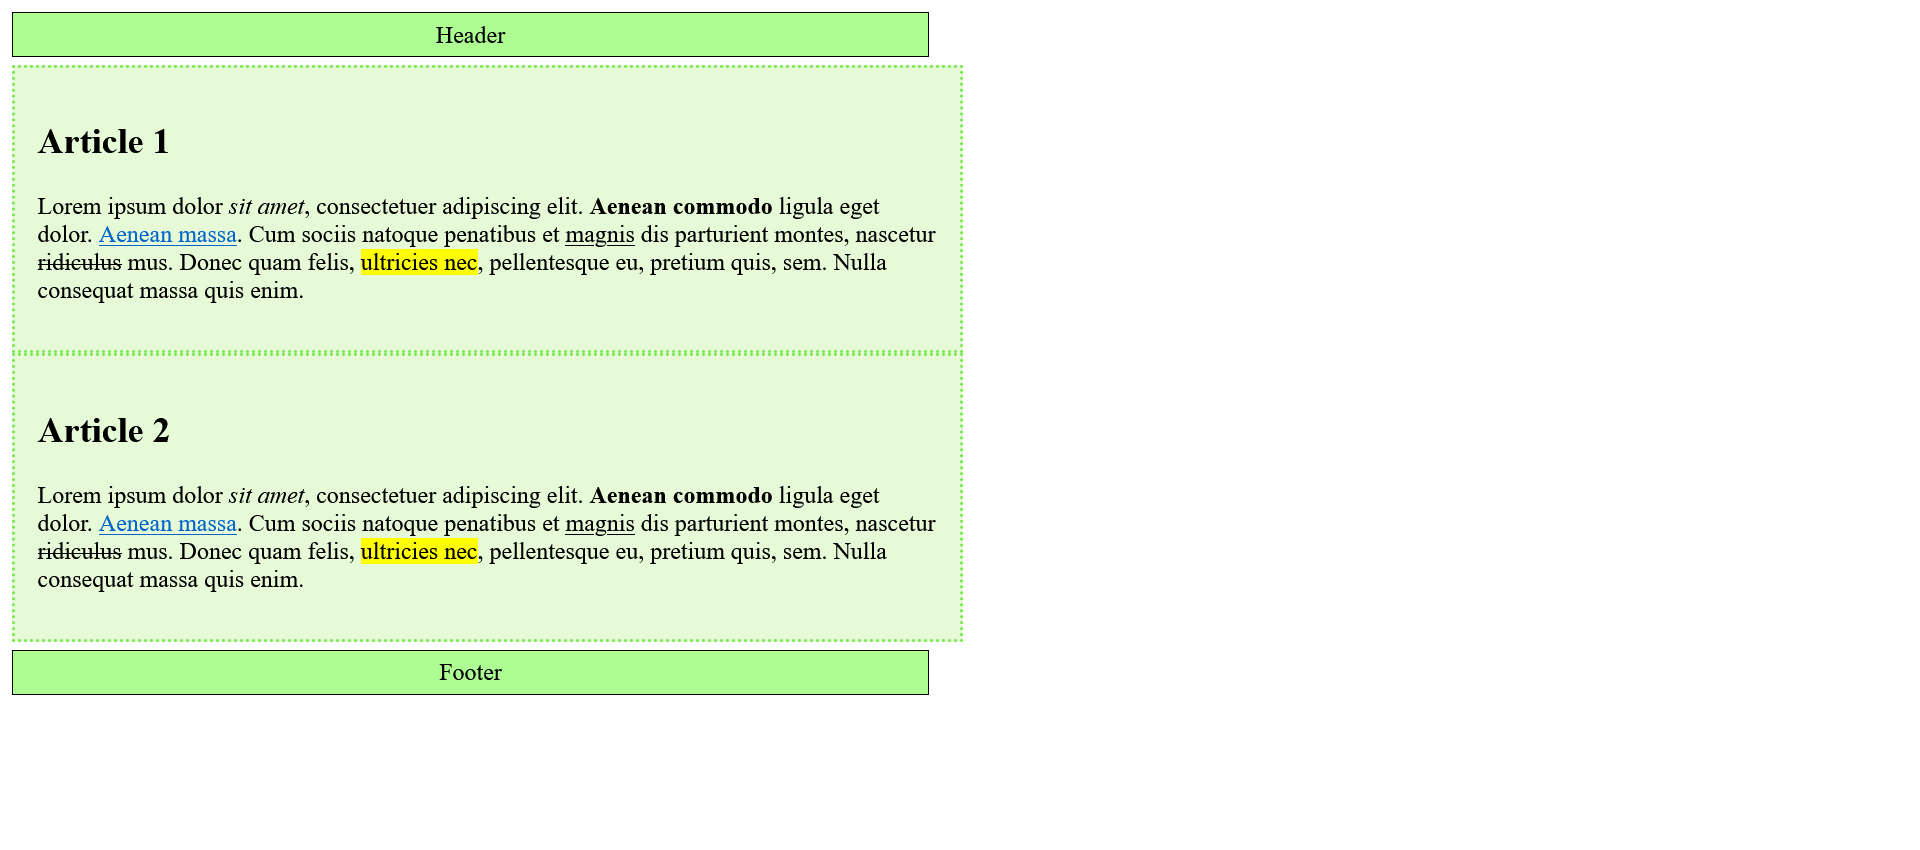 Header
Article 1
Lorem ipsum dolor sit amet, consectetuer adipiscing elit. Aenean commodo ligula eget
dolor. Aenean massa. Cum sociis natoque penatibus et magnis dis parturient montes, nascetur
ridiculus mus. Donec quam felis, ultricies nec, pellentesque eu, pretium quis, sem. Nulla
consequat massa quis enim.
Article 2
Lorem ipsum dolor sit amet, consectetuer adipiscing elit. Aenean commodo ligula eget
dolor. Aenean massa. Cum sociis natoque penatibus et magnis dis parturient montes, nascetur
ridiculus mus. Donec quam felis, ultricies nec, pellentesque eu, pretium quis, sem. Nulla
consequat massa quis enim.
Footer